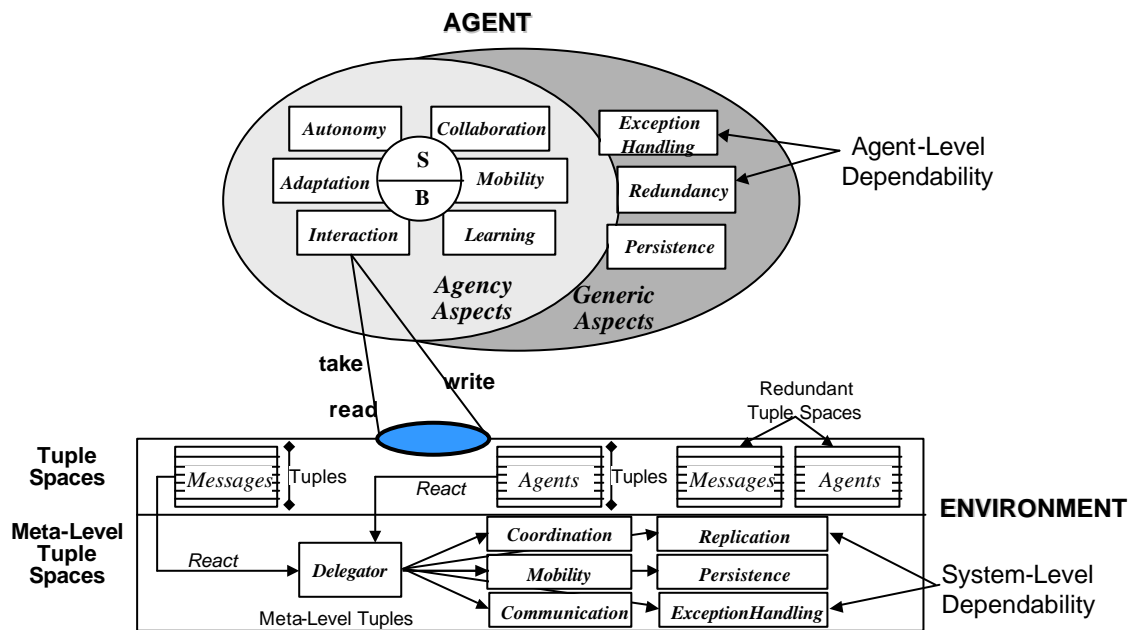 AGENT
Autonomy
Collaboration
Exception
Handling
Agent-Level
Dependability
S
Adaptation
Mobility
B
Redundancy
Interaction
Learning
Persistence
Agency
Aspects
Generic
Aspects
take
write
read
Redundant
Tuple Spaces
Tuple
Spaces
Messages
Tuples
React
Agents
Tuples
Messages
Agents
ENVIRONMENT
Meta-Level
Tuple
Spaces
React
Delegator
Coordination
Replication
Mobility
Persistence
Communication
ExceptionHandling
System-Level
Dependability
Meta-Level Tuples